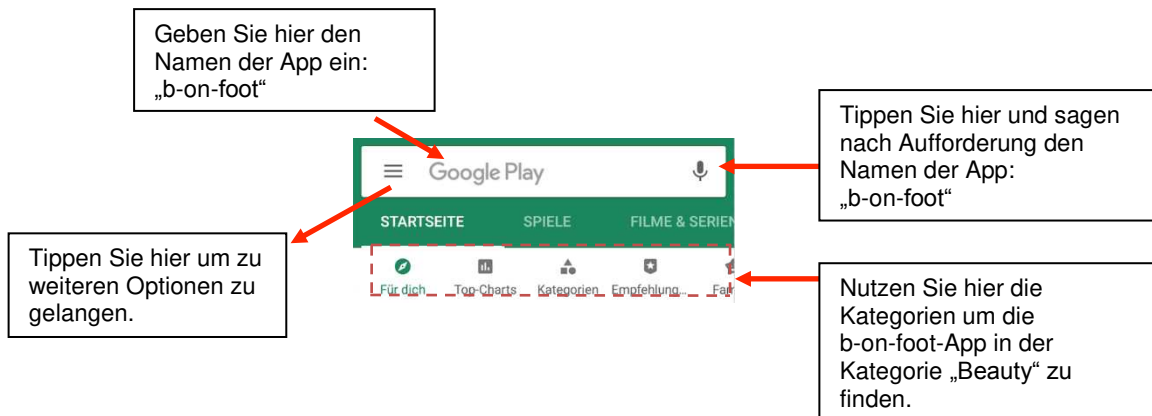 Geben Sie hier den
Namen der App ein:
„b-on-foot“
Tippen Sie hier und sagen
nach Aufforderung den
Namen der App:
„b-on-foot“
Google Play
STARTSEITE SPIELE FILME & SERIEN
Für dich Top-Charts Kategorien Empfehlung... Fam
Tippen Sie hier um zu
weiteren Optionen zu
gelangen.
Nutzen Sie hier die
Kategorien um die
b-on-foot-App in der
Kategorie „Beauty“ zu
finden.